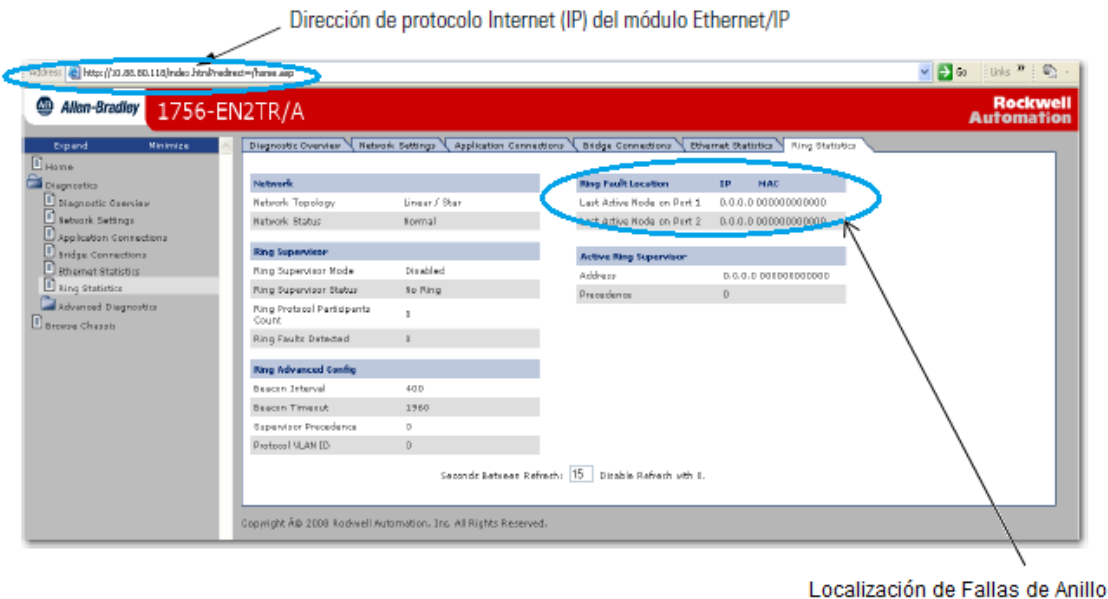 Dirección de protocolo Internet (IP) del módulo Ethernet/IP
Address http://10.88.80.118/index.html?redirect=/home.asp Go Links »
Allen-Bradley 1756-EN2TR/A Rockwell Automation
Expand Minimize
Home
Diagnostics
Diagnostic Overview
Network Settings
Application Connections
Bridge Connections
Ethernet Statistics
Ring Statistics
Advanced Diagnostics
Browse Chassis
Diagnostic Overview Network Settings Application Connections Bridge Connections Ethernet Statistics Ring Statistics
Network
Network Topology Linear / Star
Network Status Normal
Ring Supervisor
Ring Supervisor Mode Disabled
Ring Supervisor Status No Ring
Ring Protocol Participants Count
Ring Faults Detected
Ring Advanced Config
Beacon Interval 400
Beacon Timeout 1960
Supervisor Precedence 0
Protocol VLAN ID 0
Ring Fault Location IP MAC
Last Active Node on Port 1 0.0.0.0 000000000000
Last Active Node on Port 2 0.0.0.0 000000000000
Active Ring Supervisor
Address 0.0.0.0 000000000000
Precedence 0
Seconds Between Refresh: 15 Disable Refresh with 0.
Copyright Â© 2008 Rockwell Automation, Inc. All Rights Reserved.
Localización de Fallas de Anillo